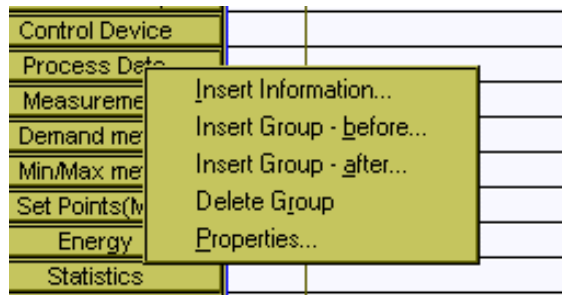 Control Device
Process Data
Insert Information...
Measureme
Insert Group - before...
Demand me
Insert Group - after...
Min/Max me
Delete Group
Set Points(M
Properties...
Energy
Statistics